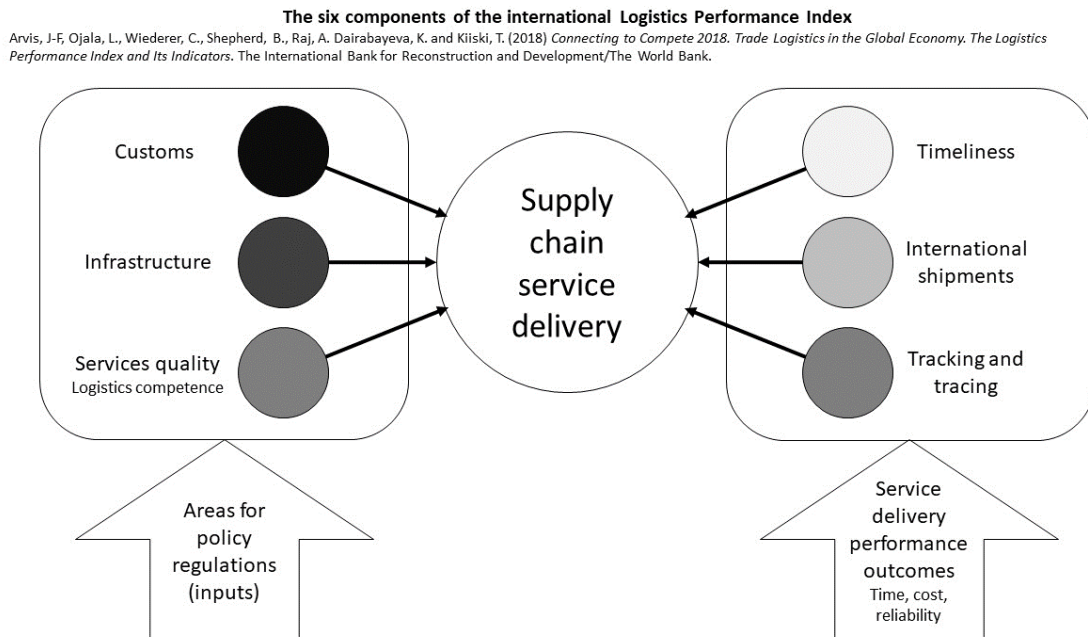 The six components of the international Logistics Performance Index
Arvis, J-F, Ojala, L., Wiederer, C., Shepherd, B., Raj, A. Dairabayeva, K. and Kiiski, T. (2018) Connecting to Compete 2018. Trade Logistics in the Global Economy. The Logistics
Performance Index and Its Indicators. The International Bank for Reconstruction and Development/The World Bank.
Customs
Infrastructure
Services quality
Logistics competence
Supply
chain
service
delivery
Timeliness
International
shipments
Tracking and
tracing
Areas for
policy
regulations
(inputs)
Service
delivery
performance
outcomes
Time, cost,
reliability